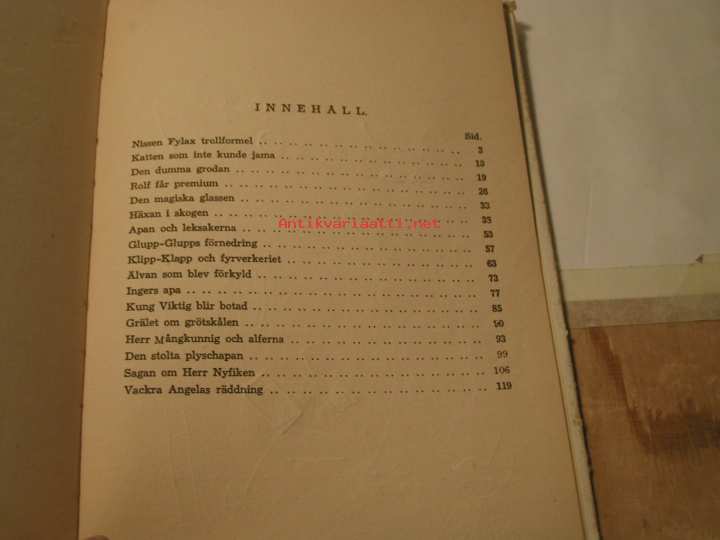 INNEHALL.
Sid.
Nissen Fylax trollformel .. .. .. .. .. .. .. .. .. .. .. .. .. 3
Katten som inte kunde jama .. .. .. .. .. .. .. .. .. .. .. .. 13
Den dumma grodan .. .. .. .. .. .. .. .. .. .. .. .. .. .. 19
Rolf får premium .. .. .. .. .. .. .. .. .. .. .. .. .. .. .. 26
Den magiska glassen .. .. .. .. .. .. .. .. .. .. .. .. .. .. 33
Häxan i skogen .. .. .. .. .. .. .. .. .. .. .. .. .. .. .. .. 35
Antikvariaatti.net
Apan och leksakerna .. .. .. .. .. .. .. .. .. .. .. .. .. .. 53
Glupp-Glupps förnedring .. .. .. .. .. .. .. .. .. .. .. .. .. 57
Klipp-Klapp och fyrverkeriet .. .. .. .. .. .. .. .. .. .. .. 63
Älvan som blev förkyld .. .. .. .. .. .. .. .. .. .. .. .. .. 73
Ingers apa .. .. .. .. .. .. .. .. .. .. .. .. .. .. .. .. .. 77
Kung Viktig blir botad .. .. .. .. .. .. .. .. .. .. .. .. .. 85
Grälet om grötskålen .. .. .. .. .. .. .. .. .. .. .. .. .. .. 90
Herr Mångkunnig och alferna .. .. .. .. .. .. .. .. .. .. .. 93
Den stolta plyschapan .. .. .. .. .. .. .. .. .. .. .. .. .. 99
Sagan om Herr Nyfiken .. .. .. .. .. .. .. .. .. .. .. .. .. 106
Vackra Angelas räddning .. .. .. .. .. .. .. .. .. .. .. .. 119